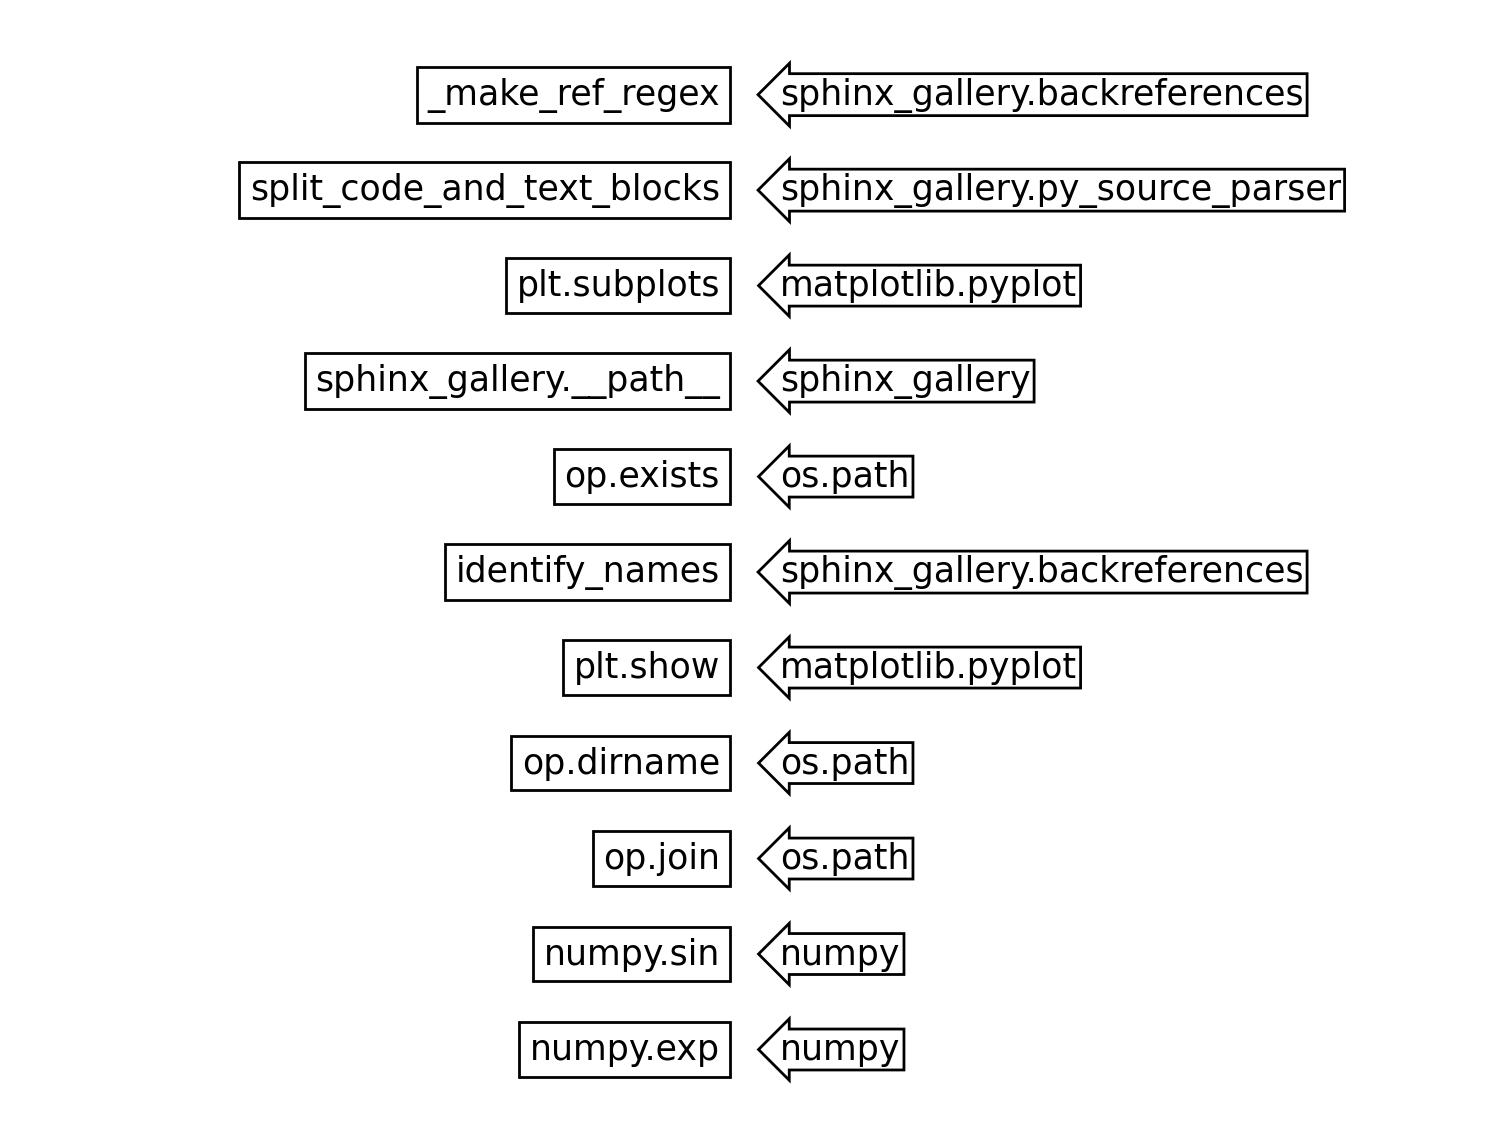 _make_ref_regex sphinx_gallery.backreferences
split_code_and_text_blocks sphinx_gallery.py_source_parser
plt.subplots matplotlib.pyplot
sphinx_gallery.__path__ sphinx_gallery
op.exists os.path
identify_names sphinx_gallery.backreferences
plt.show matplotlib.pyplot
op.dirname os.path
op.join os.path
numpy.sin numpy
numpy.exp numpy